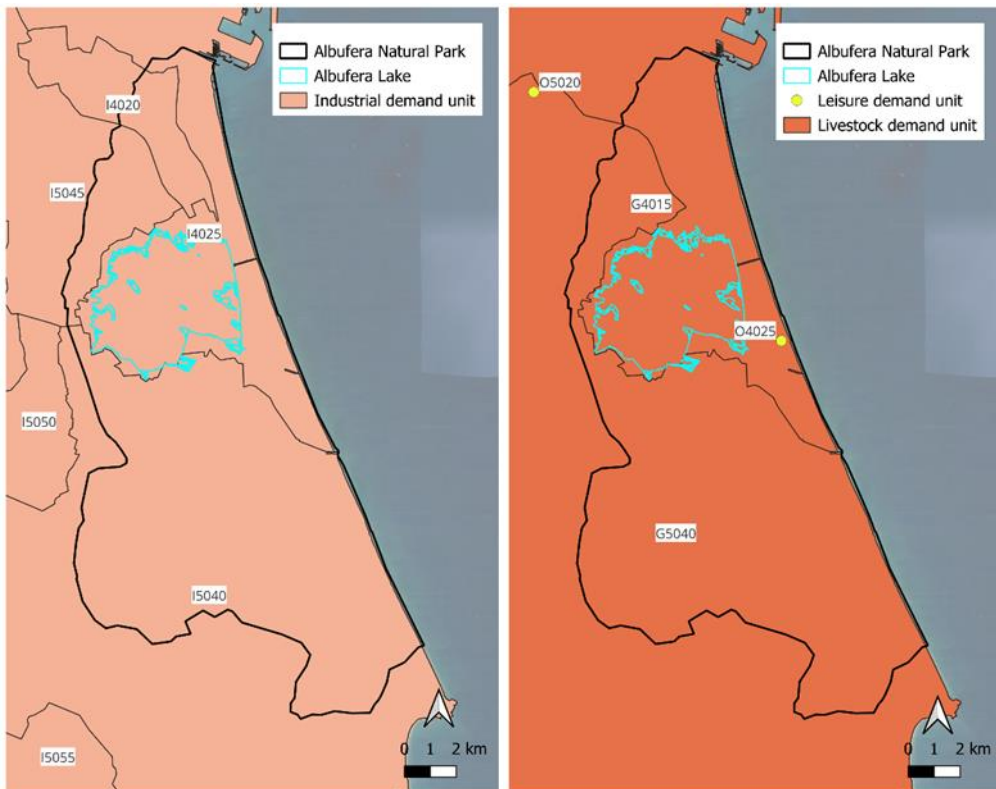 Albufera Natural Park
Albufera Lake
Industrial demand unit
I4020
I5045
I4025
I5050
I5040
I5055
0 1 2 km
Albufera Natural Park
Albufera Lake
Leisure demand unit
Livestock demand unit
O5020
G4015
O4025
G5040
0 1 2 km